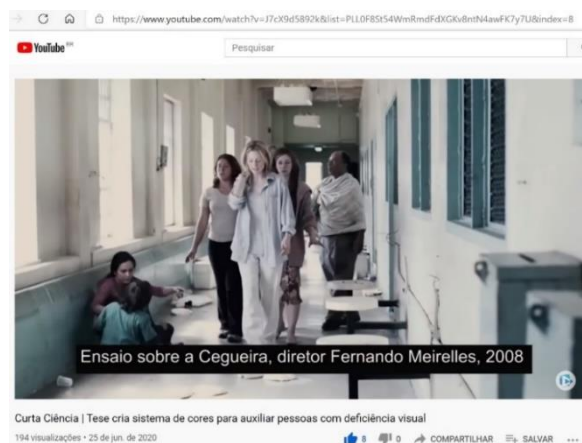 https://www.youtube.com/watch?v=J7cX9d5892k&list=PLL0F8St54WmRmdFdXGKvBntN4awFK7y7U&index=8
YouTube BR
Pesquisar
Ensaio sobre a Cegueira, diretor Fernando Meirelles, 2008
Curta Ciência | Tese cria sistema de cores para auxiliar pessoas com deficiência visual
194 visualizações • 25 de jun. de 2020
8 0 COMPARTILHAR SALVAR ...